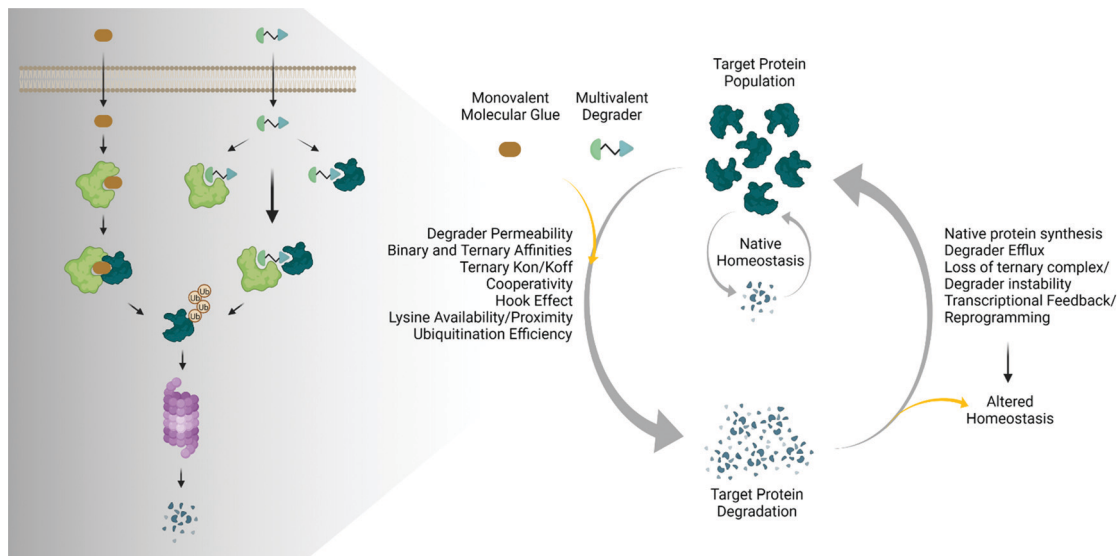 Target Protein
Population
Monovalent
Molecular Glue
Multivalent
Degrader
Degrader Permeability
Binary and Ternary Affinities
Ternary Kon/Koff
Cooperativity
Hook Effect
Lysine Availability/Proximity
Ubiquitination Efficiency
Native
Homeostasis
Native protein synthesis
Degrader Efflux
Loss of ternary complex/
Degrader instability
Transcriptional Feedback/
Reprogramming
Altered
Homeostasis
Target Protein
Degradation
Ub
Ub
Ub
Ub